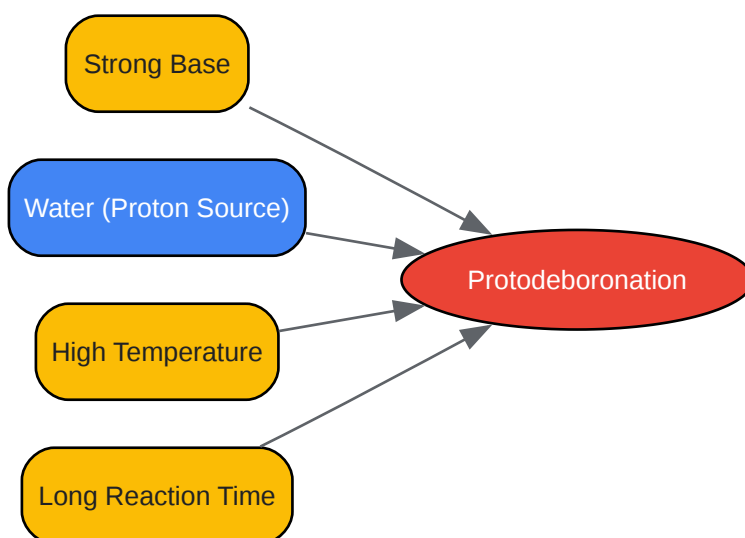 Strong Base
Water (Proton Source)
Protodeboronation
High Temperature
Long Reaction Time